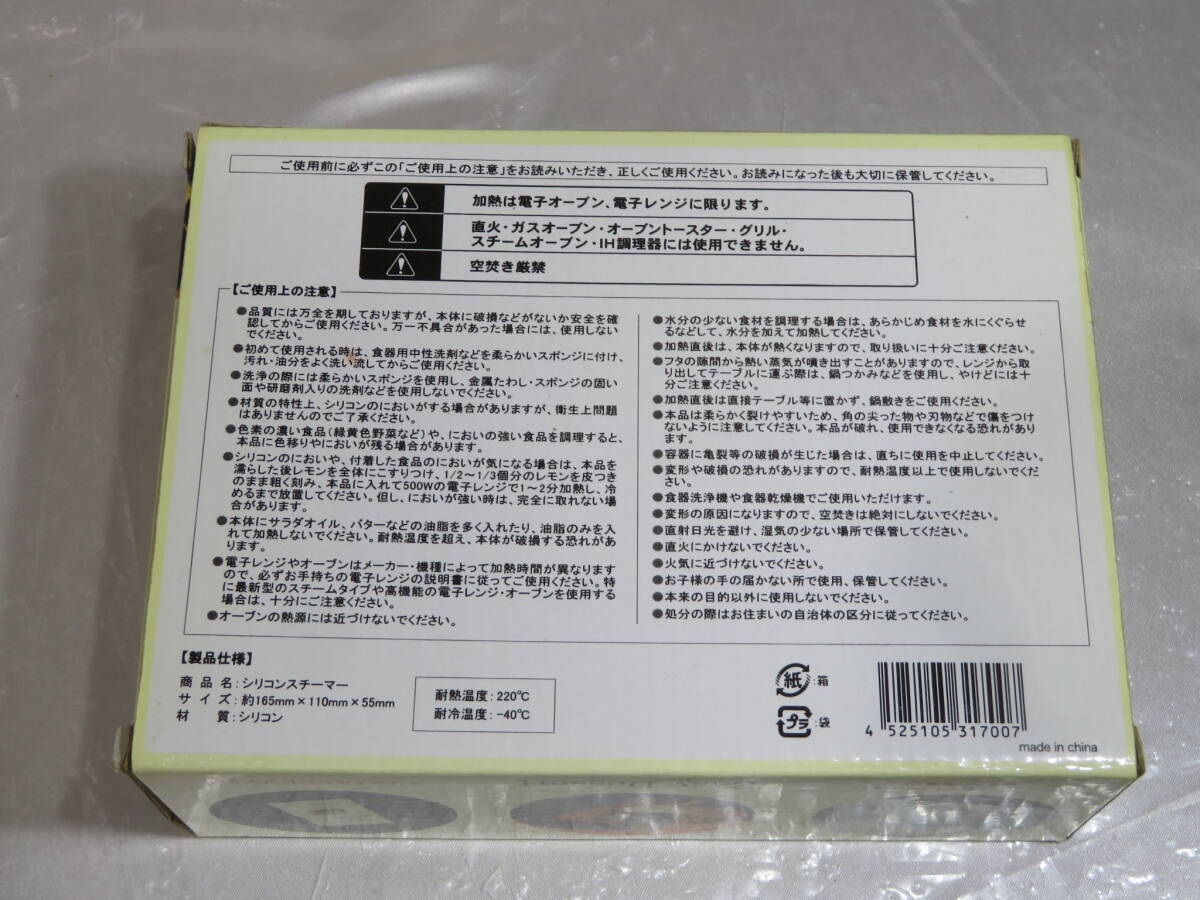 ご使用前に必ずこの「ご使用上の注意」をお読みいただき、正しくご使用ください。お読みになった後も大切に保管してください。
加熱は電子オーブン、電子レンジに限ります。
直火・ガスオーブン・オーブントースター・グリル・
スチームオーブン・IH調理器には使用できません。
空焚き厳禁
【ご使用上の注意】
●品質には万全を期しておりますが、本体に破損などがないか安全を確
認してからご使用ください。万一不具合があった場合には、使用しない
でください。
●初めて使用される時は、食器用中性洗剤などを柔らかいスポンジに付け、
汚れ・油分をよく洗い流してからご使用ください。
●洗浄の際には柔らかいスポンジを使用し、金属たわし・スポンジの固い
面や研磨剤入りの洗剤などを使用しないでください。
●材質の特性上、シリコンのにおいがする場合がありますが、衛生上問題
はありませんのでご了承ください。
●色素の濃い食品(緑黄色野菜など)や、においの強い食品を調理すると、
本品に色移りやにおいが残る場合があります。
●シリコンのにおいや、付着した食品のにおいが気になる場合は、本品を
濡らした後レモンを全体にこすりつけ、1/2〜1/3個分のレモンを皮つき
のまま粗く刻み、本品に入れて500Wの電子レンジで1〜2分加熱し、冷
めるまで放置してください。但し、においが強い時は、完全に取れない場
合があります。
●本体にサラダオイル、バターなどの油脂を多く入れたり、油脂のみを入
れて加熱しないでください。耐熱温度を超え、本体が破損する恐れがあ
ります。
●電子レンジやオーブンはメーカー・機種によって加熱時間が異なります
ので、必ずお手持ちの電子レンジの説明書に従ってご使用ください。特
に最新型のスチームタイプや高機能の電子レンジ・オーブンを使用する
場合は、十分にご注意ください。
●オーブンの熱源には近づけないでください。
●水分の少ない食材を調理する場合は、あらかじめ食材を水にくぐらせ
るなどして、水分を加えて加熱してください。
●加熱直後は、本体が熱くなりますので、取り扱いに十分ご注意ください。
●フタの隙間から熱い蒸気が噴き出すことがありますので、レンジから取
り出してテーブルに運ぶ際は、鍋つかみなどを使用し、やけどには十
分ご注意ください。
●加熱直後は直接テーブル等に置かず、鍋敷きをご使用ください。
●本品は柔らかく裂けやすいため、角の尖った物や刃物などで傷をつけ
ないように注意してください。本品が破れ、使用できなくなる恐れがあり
ます。
●容器に亀裂等の破損が生じた場合は、直ちに使用を中止してください。
●変形や破損の恐れがありますので、耐熱温度以上で使用しないでくだ
さい。
●食器洗浄機や食器乾燥機でご使用いただけます。
●変形の原因になりますので、空焚きは絶対にしないでください。
●直射日光を避け、湿気の少ない場所で保管してください。
●直火にかけないでください。
●火気に近づけないでください。
●お子様の手の届かない所で使用、保管してください。
●本来の目的以外に使用しないでください。
●処分の際はお住まいの自治体の区分に従ってください。
【製品仕様】
商品名:シリコンスチーマー
サイズ:約165mm×110mm×55mm
材質:シリコン
耐熱温度:220℃
耐冷温度:-40℃
紙:箱
プラ:袋
4 525105 317007
made in china